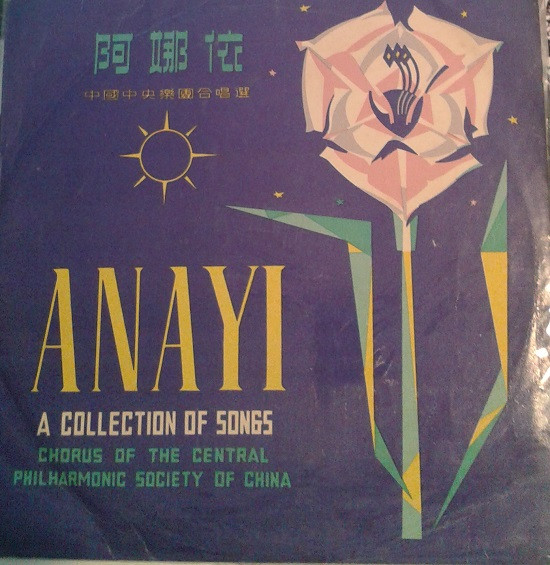 阿娜依
中國中央樂團合唱選
ANAYI
A COLLECTION OF SONGS
CHORUS OF THE CENTRAL
PHILHARMONIC SOCIETY OF CHINA